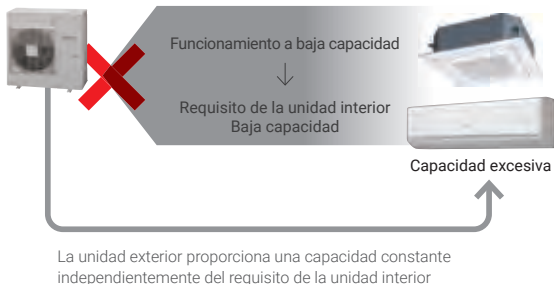 Funcionamiento a baja capacidad
Requisito de la unidad interior
Baja capacidad
Capacidad excesiva
La unidad exterior proporciona una capacidad constante
independientemente del requisito de la unidad interior